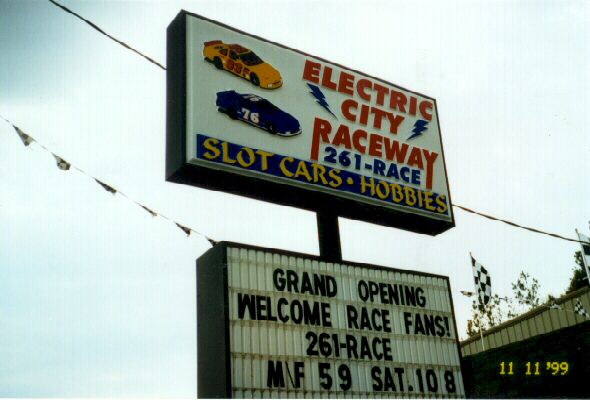 ELECTRIC
CITY
RACEWAY
261-RACE
76
SLOT CARS • HOBBIES
GRAND OPENING
WELCOME RACE FANS!
261-RACE
M\F 5 9 SAT. 10 8
11 11 '99